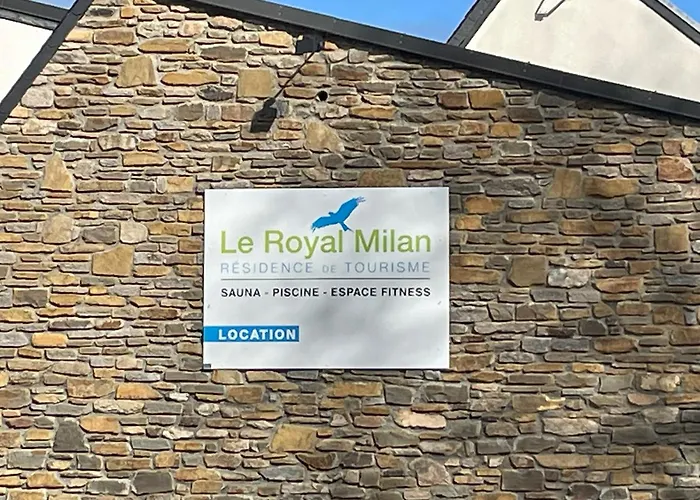 Le Royal Milan
RÉSIDENCE DE TOURISME
SAUNA - PISCINE - ESPACE FITNESS
LOCATION